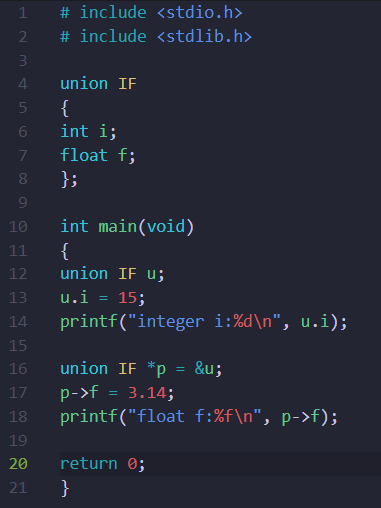 1 # include <stdio.h>
2 # include <stdlib.h>
3
4 union IF
5 {
6 int i;
7 float f;
8 };
9
10 int main(void)
11 {
12 union IF u;
13 u.i = 15;
14 printf("integer i:%d\n", u.i);
15
16 union IF *p = &u;
17 p->f = 3.14;
18 printf("float f:%f\n", p->f);
19
20 return 0;
21 }